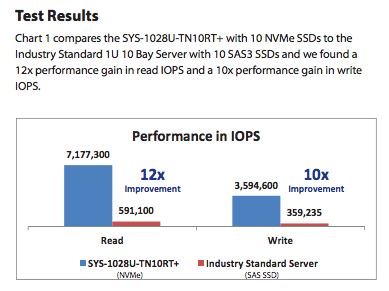 Test Results
Chart 1 compares the SYS-1028U-TN10RT+ with 10 NVMe SSDs to the
Industry Standard 1U 10 Bay Server with 10 SAS3 SSDs and we found a
12x performance gain in read IOPS and a 10x performance gain in write
IOPS.
Performance in IOPS
7,177,300
12x
Improvement
591,100
3,594,600
10x
Improvement
359,235
Read
Write
SYS-1028U-TN10RT+
(NVMe)
Industry Standard Server
(SAS SSD)